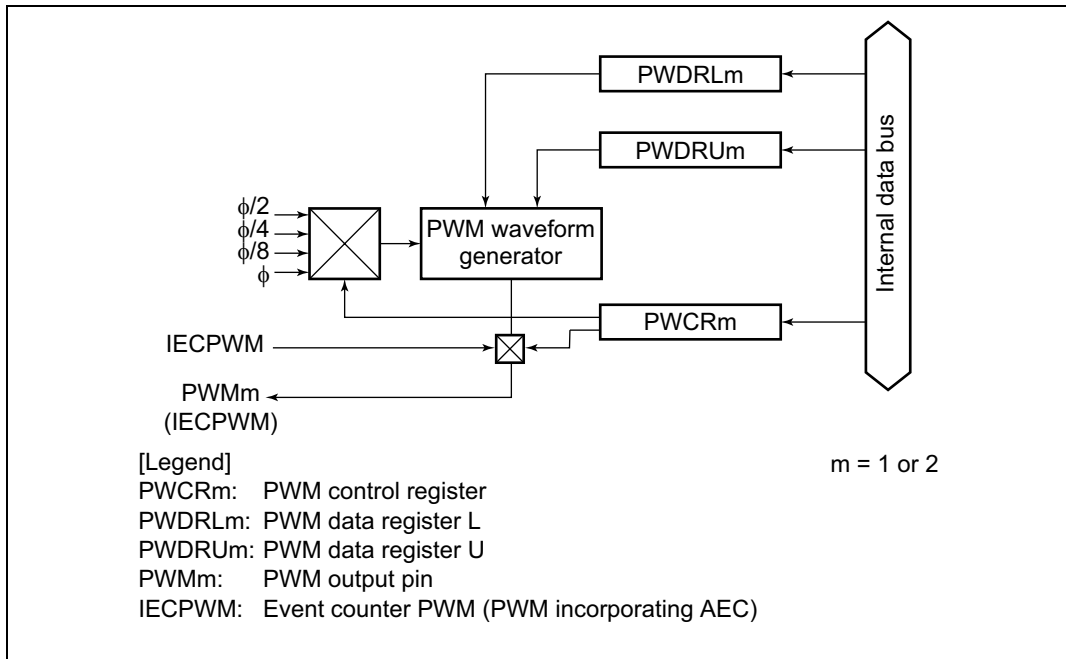 PWDRLm
PWDRUm
Internal data bus
ϕ/2
ϕ/4
ϕ/8
ϕ
PWM waveform
generator
PWCRm
IECPWM
PWMm
(IECPWM)
[Legend]
m = 1 or 2
PWCRm: PWM control register
PWDRLm: PWM data register L
PWDRUm: PWM data register U
PWMm: PWM output pin
IECPWM: Event counter PWM (PWM incorporating AEC)